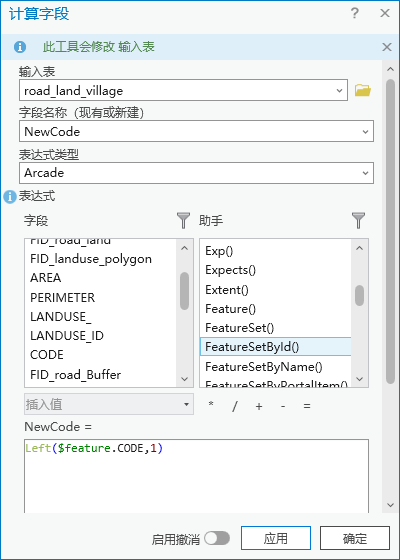 计算字段 ? ×
此工具会修改 输入表 ×
输入表
road_land_village
字段名称（现有或新建）
NewCode
表达式类型
Arcade
表达式
字段
助手
FID_road_land
FID_landuse_polygon
AREA
PERIMETER
LANDUSE_
LANDUSE_ID
CODE
FID_road_Buffer
Exp()
Expects()
Extent()
Feature()
FeatureSet()
FeatureSetById()
FeatureSetByName()
FeatureSetByPortalItem()
插入值
* / + - =
NewCode =
Left($feature.CODE,1)
启用撤消
应用
确定